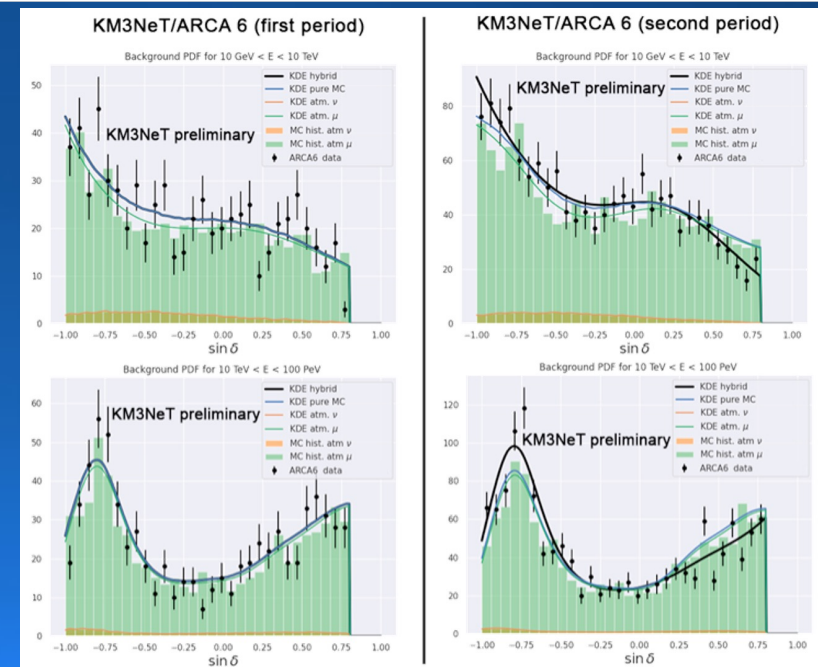 KM3NeT/ARCA 6 (first period)
Background PDF for 10 GeV < E < 10 TeV
KDE hybrid
KDE pure MC
KDE atm. ν
KDE atm. μ
MC hist. atm ν
MC hist. atm μ
ARCA6 data
KM3NeT preliminary
50
40
30
20
10
0
−1.00 −0.75 −0.50 −0.25 0.00 0.25 0.50 0.75 1.00
sin δ
Background PDF for 10 TeV < E < 100 PeV
KDE hybrid
KDE pure MC
KDE atm. ν
KDE atm. μ
MC hist. atm ν
MC hist. atm μ
ARCA6 data
KM3NeT preliminary
60
50
40
30
20
10
0
−1.00 −0.75 −0.50 −0.25 0.00 0.25 0.50 0.75 1.00
sin δ
KM3NeT/ARCA 6 (second period)
Background PDF for 10 GeV < E < 10 TeV
KDE hybrid
KDE pure MC
KDE atm. ν
KDE atm. μ
MC hist. atm ν
MC hist. atm μ
ARCA6 data
KM3NeT preliminary
80
60
40
20
0
−1.00 −0.75 −0.50 −0.25 0.00 0.25 0.50 0.75 1.00
sin δ
Background PDF for 10 TeV < E < 100 PeV
KDE hybrid
KDE pure MC
KDE atm. ν
KDE atm. μ
MC hist. atm ν
MC hist. atm μ
ARCA6 data
KM3NeT preliminary
120
100
80
60
40
20
0
−1.00 −0.75 −0.50 −0.25 0.00 0.25 0.50 0.75 1.00
sin δ